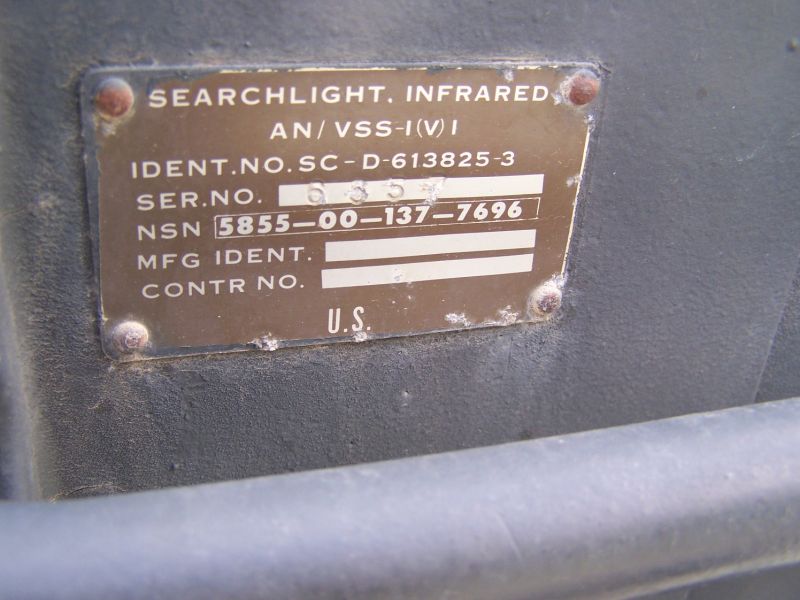 SEARCHLIGHT, INFRARED
AN/VSS-1(V)1
IDENT.NO.SC-D-613825-3
SER.NO.
NSN 5855-00-137-7696
MFG IDENT.
CONTR NO.
U.S.